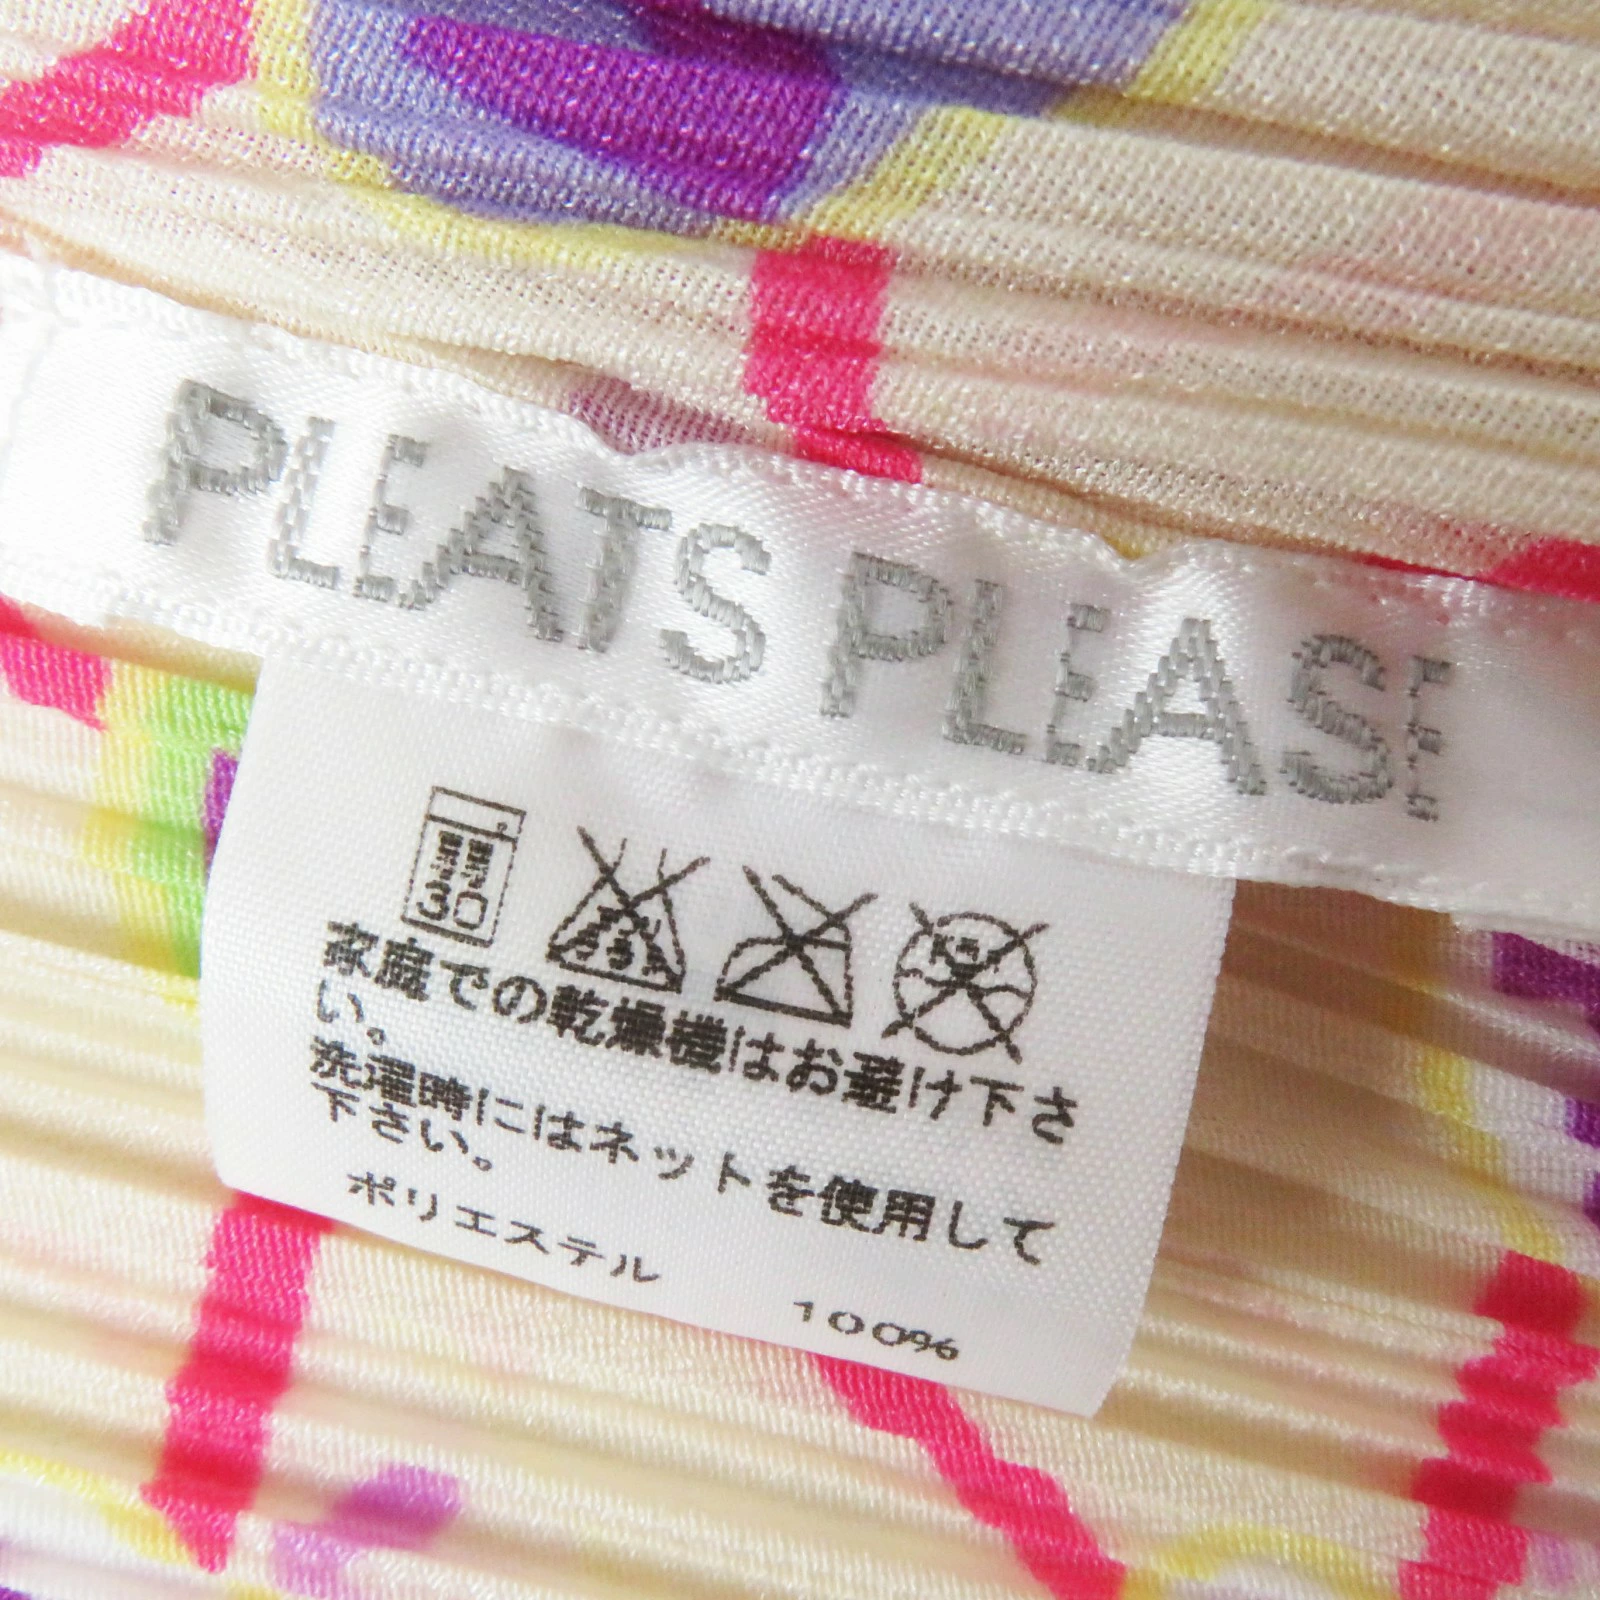 PLEATS PLEASE
30
家庭での乾燥機はお避け下さ
い。
洗濯時にはネットを使用して
下さい。
ポリエステル 100%